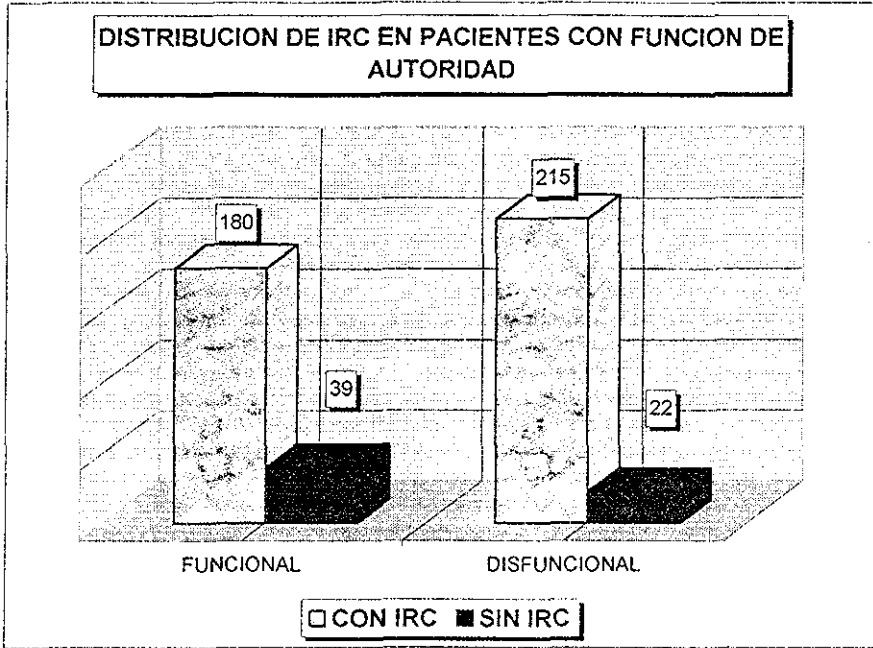 DISTRIBUCION DE IRC EN PACIENTES CON FUNCION DE
AUTORIDAD
180
39
215
22
FUNCIONAL
DISFUNCIONAL
CON IRC SIN IRC